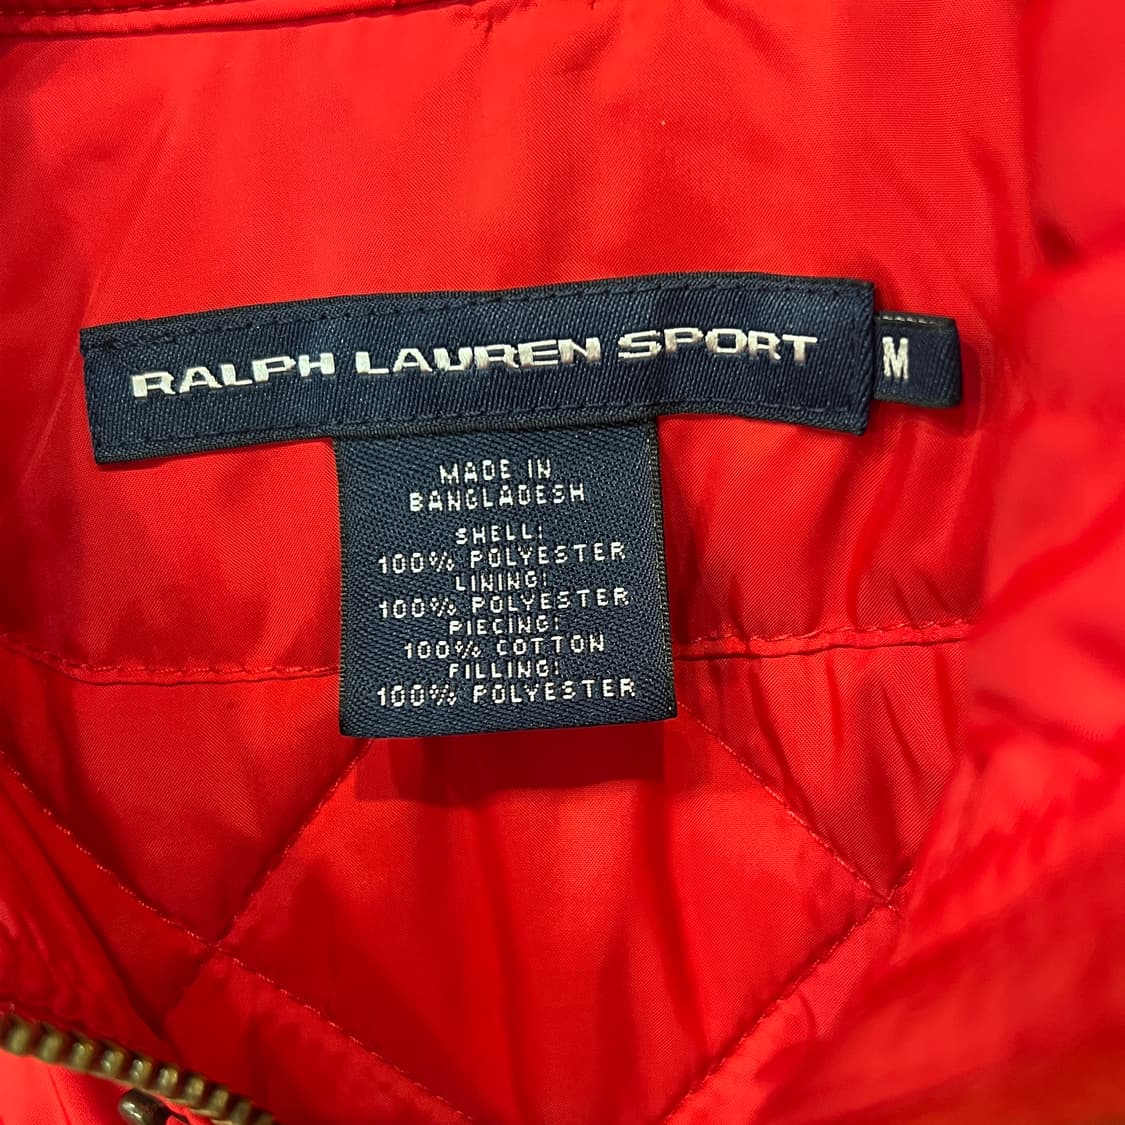 RALPH LAUREN SPORT
M
MADE IN
BANGLADESH
SHELL:
100% POLYESTER
LINING:
100% POLYESTER
PIECING:
100% COTTON
FILLING:
100% POLYESTER